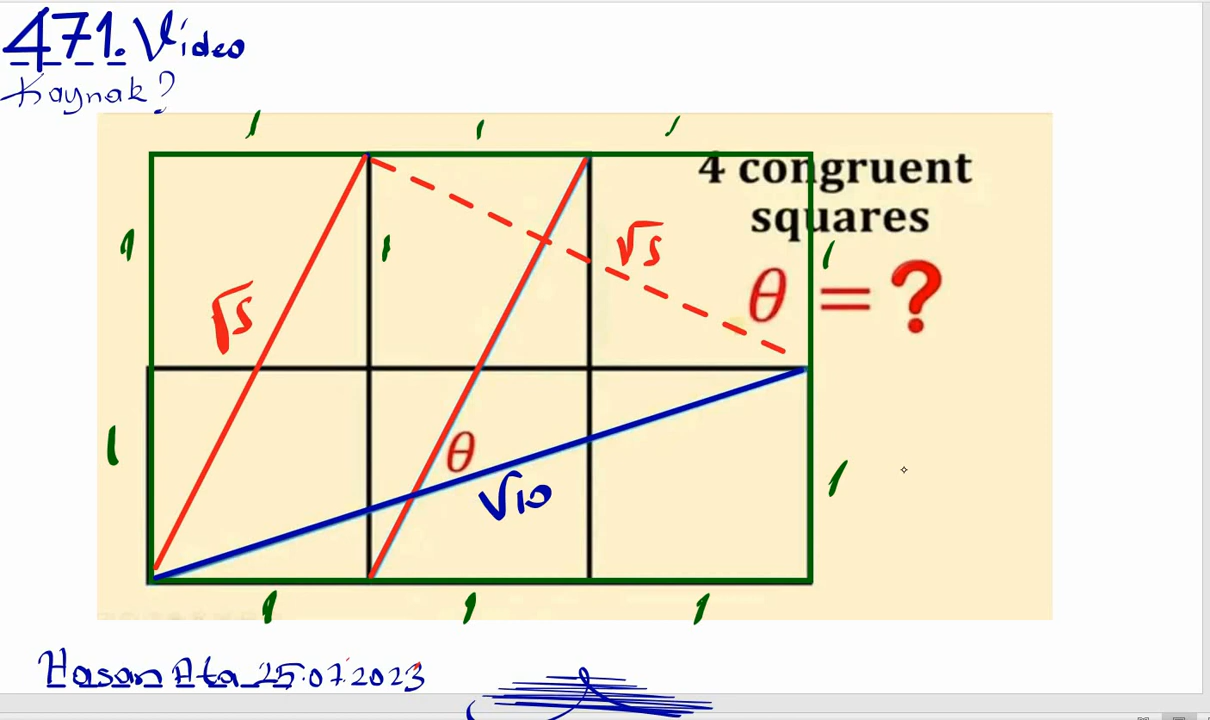 471. Video
Kaynak?
1 1 1
4 congruent
squares
1 1 √5 1
θ = ?
√5
θ
1 √10 1
1 1 1
Hasan Ata 25.07.2023